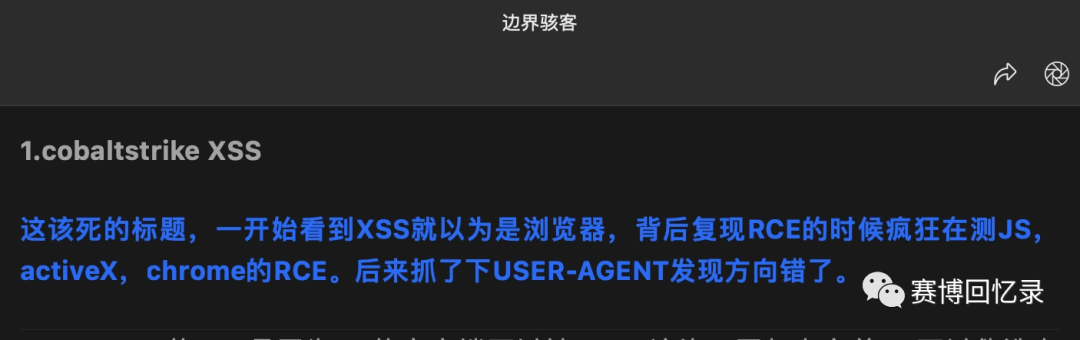 边界骇客
1.cobaltstrike XSS
这该死的标题，一开始看到XSS就以为是浏览器，背后复现RCE的时候疯狂在测JS，
activeX，chrome的RCE。后来抓了下USER-AGENT发现方向错了。
赛博回忆录